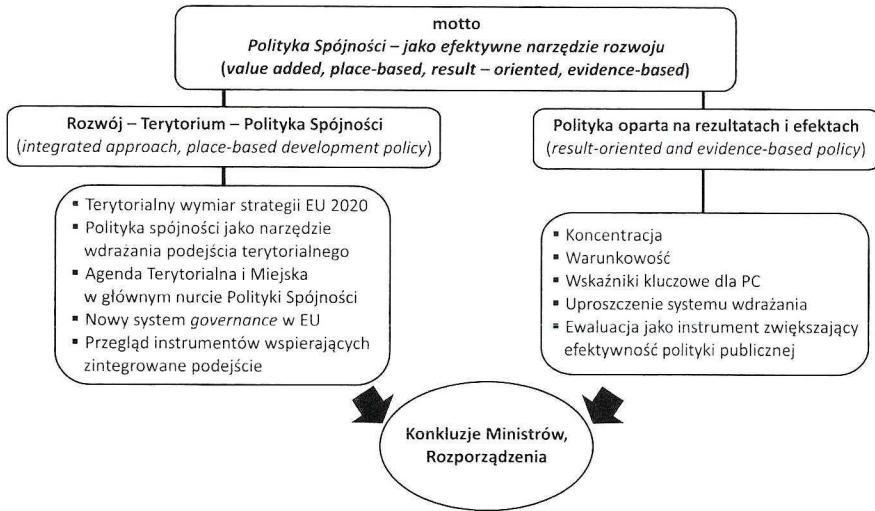 motto
Polityka Spójności – jako efektywne narzędzie rozwoju
(value added, place-based, result – oriented, evidence-based)
Rozwój – Terytorium – Polityka Spójności
(integrated approach, place-based development policy)
▪ Terytorialny wymiar strategii EU 2020
▪ Polityka spójności jako narzędzie
wdrażania podejścia terytorialnego
▪ Agenda Terytorialna i Miejska
w głównym nurcie Polityki Spójności
▪ Nowy system governance w EU
▪ Przegląd instrumentów wspierających
zintegrowane podejście
Polityka oparta na rezultatach i efektach
(result-oriented and evidence-based policy)
▪ Koncentracja
▪ Warunkowość
▪ Wskaźniki kluczowe dla PC
▪ Uproszczenie systemu wdrażania
▪ Ewaluacja jako instrument zwiększający
efektywność polityki publicznej
Konkluzje Ministrów,
Rozporządzenia